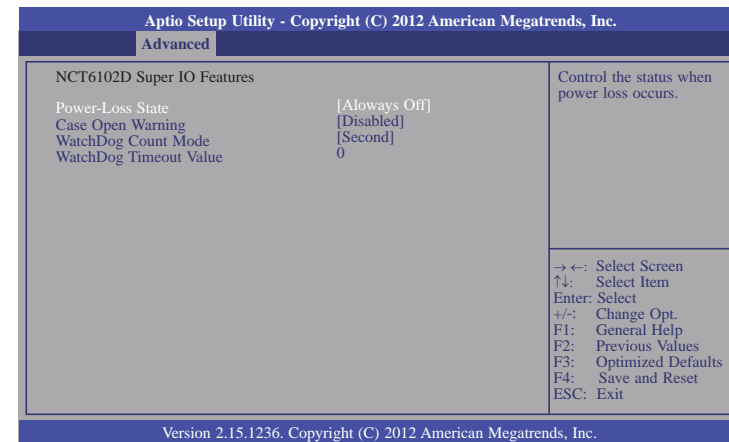 Aptio Setup Utility - Copyright (C) 2012 American Megatrends, Inc.
Advanced
NCT6102D Super IO Features
Power-Loss State [Aloways Off]
Case Open Warning [Disabled]
WatchDog Count Mode [Second]
WatchDog Timeout Value 0
Control the status when
power loss occurs.
→←: Select Screen
↑↓: Select Item
Enter: Select
+/-: Change Opt.
F1: General Help
F2: Previous Values
F3: Optimized Defaults
F4: Save and Reset
ESC: Exit
Version 2.15.1236. Copyright (C) 2012 American Megatrends, Inc.